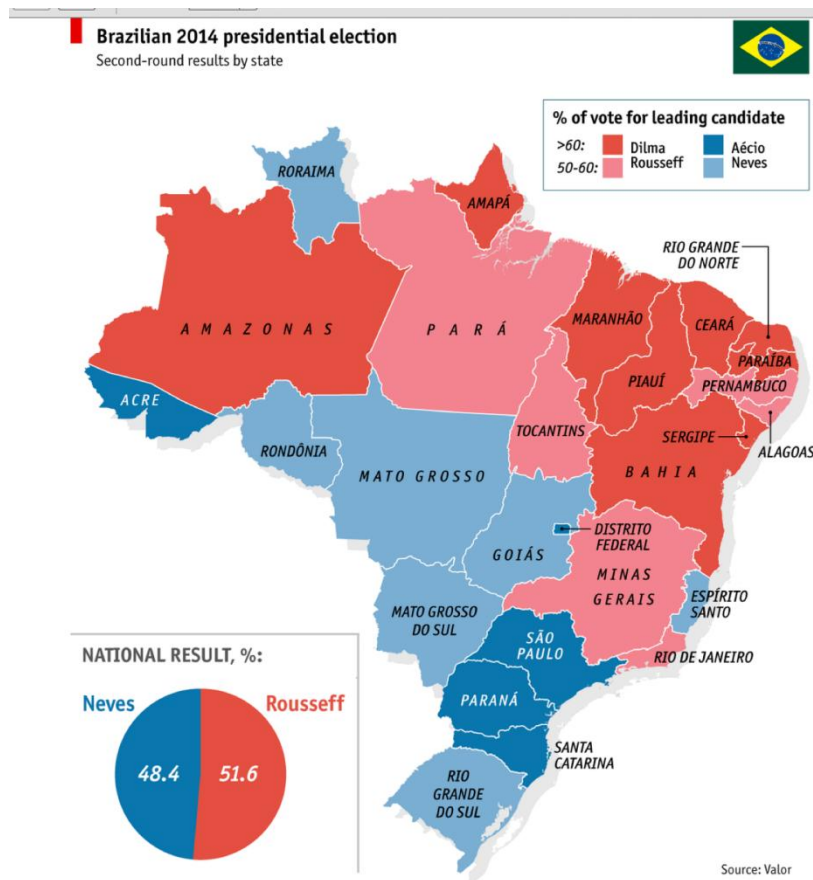 Brazilian 2014 presidential election
Second-round results by state
% of vote for leading candidate
>60: Dilma Aécio
50-60: Rousseff Neves
RORAIMA
AMAPÁ
RIO GRANDE
DO NORTE
AMAZONAS
PARÁ
MARANHÃO
CEARÁ
PARAÍBA
PIAUÍ
PERNAMBUCO
ACRE
TOCANTINS
SERGIPE
ALAGOAS
RONDÔNIA
MATO GROSSO
BAHIA
DISTRITO
FEDERAL
GOIÁS
MINAS
GERAIS
ESPÍRITO
SANTO
MATO GROSSO
DO SUL
SÃO
PAULO
RIO DE JANEIRO
PARANÁ
SANTA
CATARINA
RIO
GRANDE
DO SUL
NATIONAL RESULT, %:
Neves Rousseff
48.4 51.6
Source: Valor